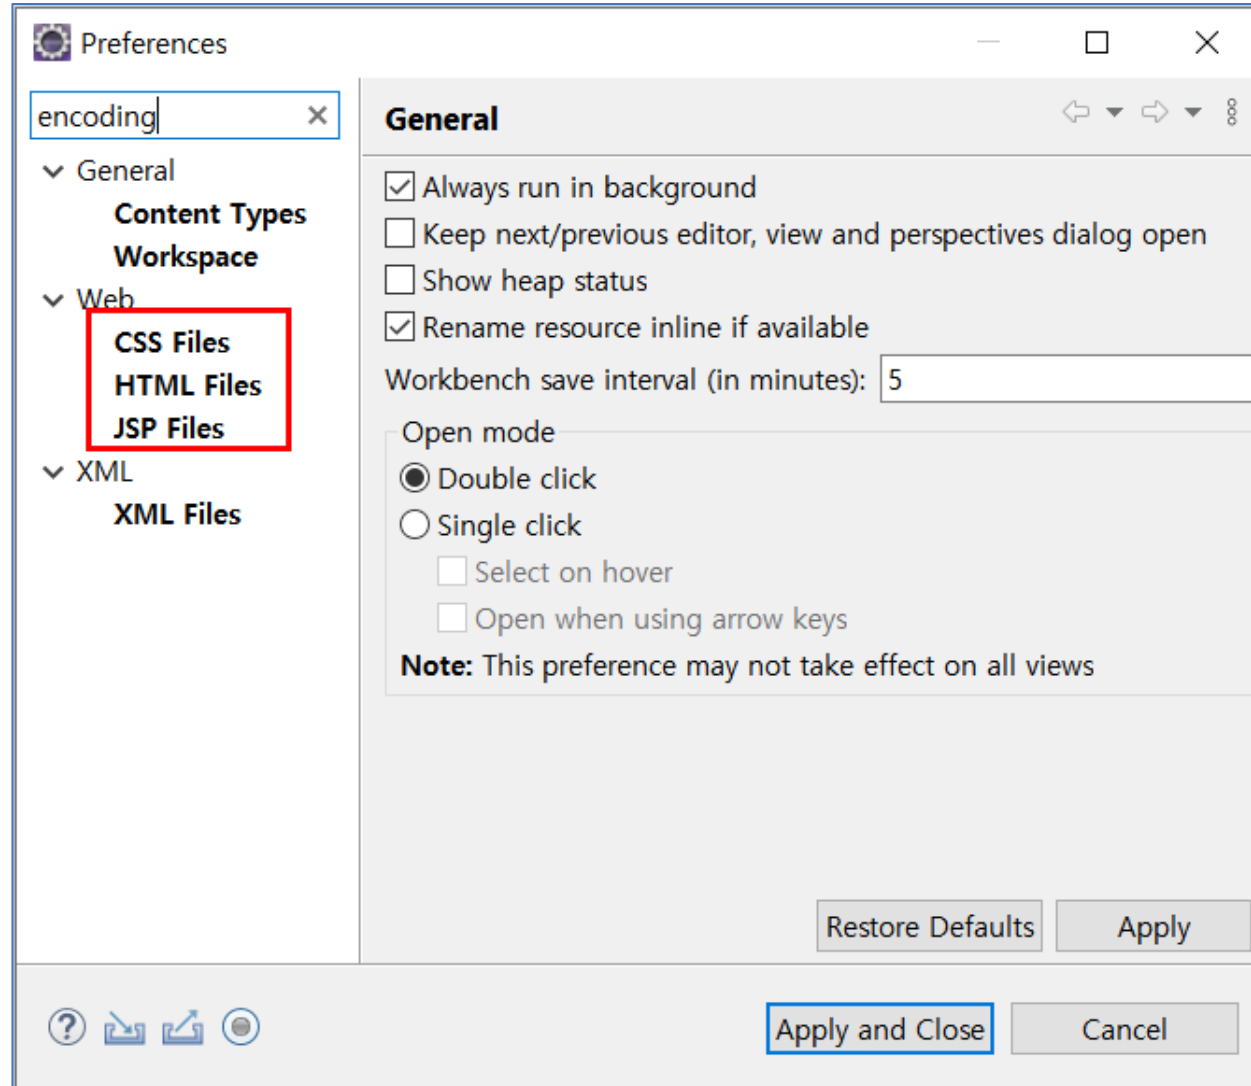 Preferences
encoding
General
Content Types
Workspace
Web
CSS Files
HTML Files
JSP Files
XML
XML Files
General
Always run in background
Keep next/previous editor, view and perspectives dialog open
Show heap status
Rename resource inline if available
Workbench save interval (in minutes): 5
Open mode
Double click
Single click
Select on hover
Open when using arrow keys
Note: This preference may not take effect on all views
Restore Defaults Apply
Apply and Close Cancel